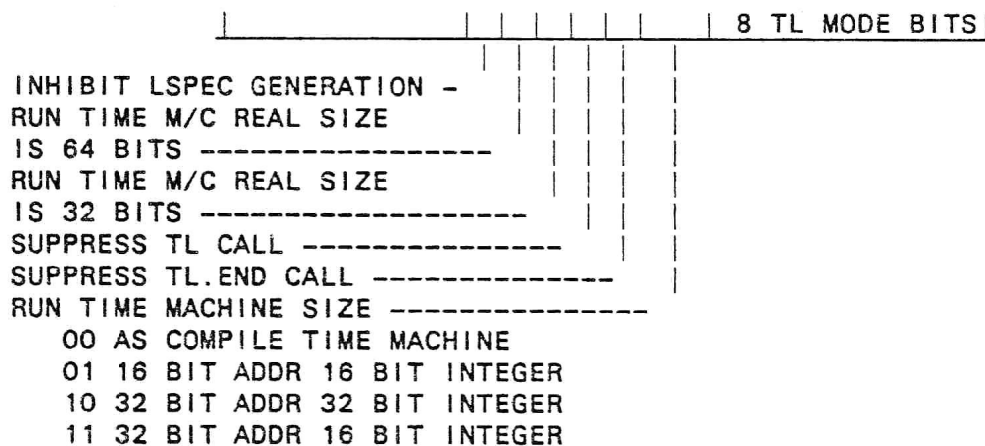 8 TL MODE BITS
INHIBIT LSPEC GENERATION -
RUN TIME M/C REAL SIZE
IS 64 BITS -----------------
RUN TIME M/C REAL SIZE
IS 32 BITS -------------------
SUPPRESS TL CALL ---------------
SUPPRESS TL.END CALL --------------
RUN TIME MACHINE SIZE ---------------
00 AS COMPILE TIME MACHINE
01 16 BIT ADDR 16 BIT INTEGER
10 32 BIT ADDR 32 BIT INTEGER
11 32 BIT ADDR 16 BIT INTEGER